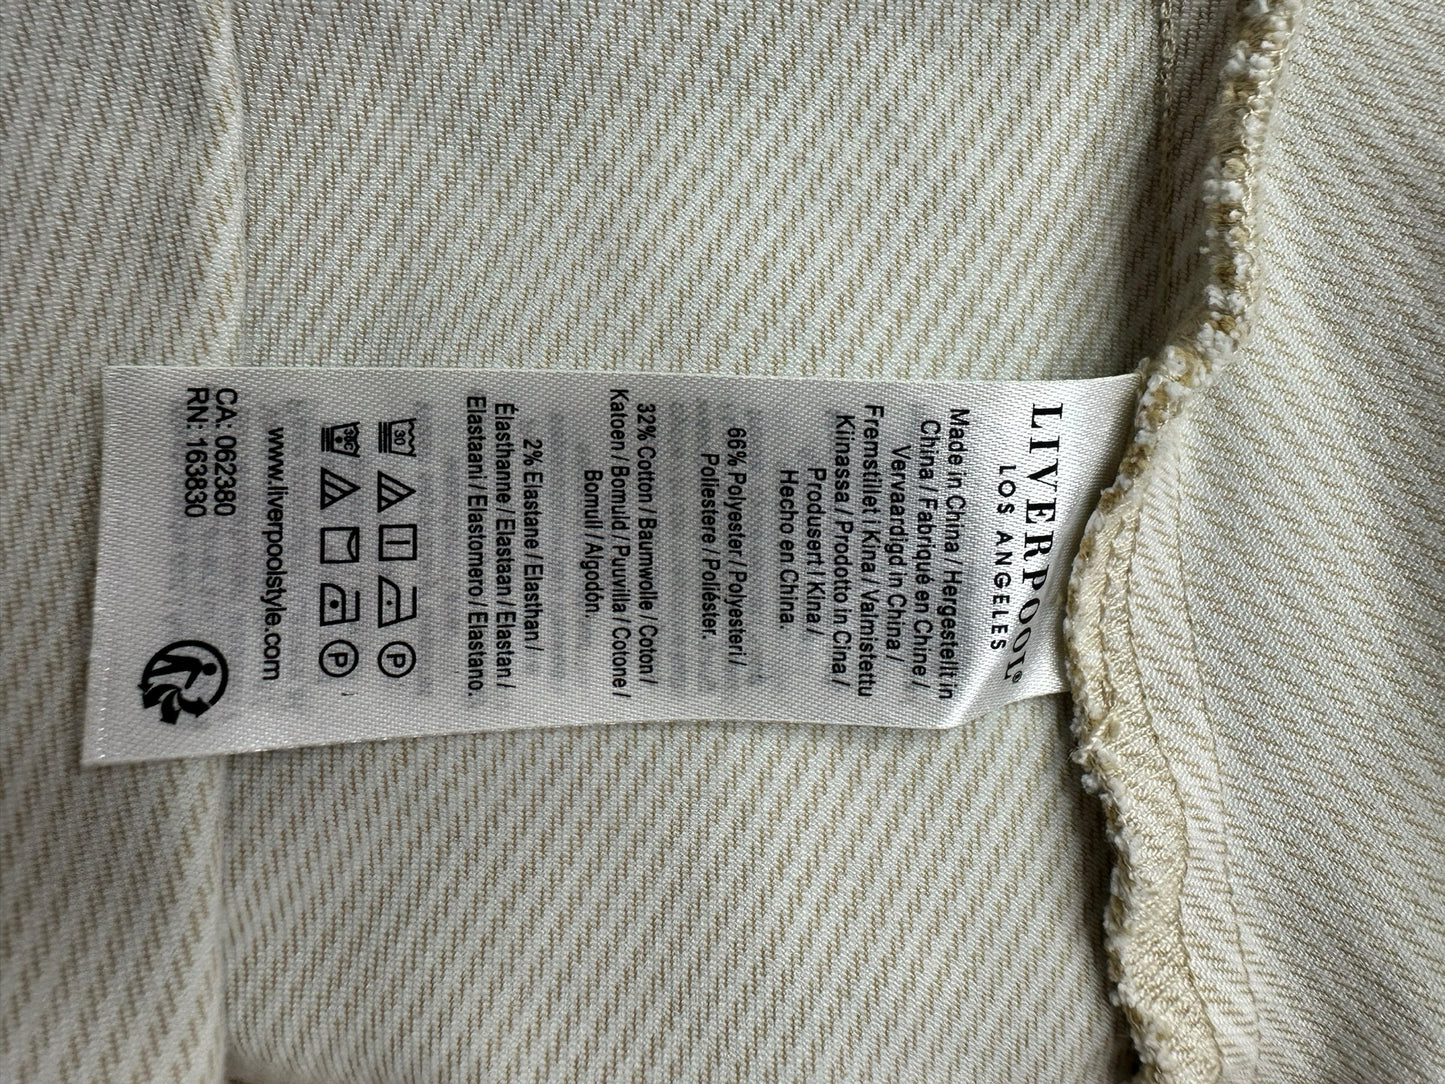 LIVERPOOL®
LOS ANGELES
Made in China / Hergestellt in
China / Fabriqué en Chine /
Vervaardigd in China /
Fremstillet i Kina / Valmistettu
Kiinassa / Prodotto in Cina /
Produsert i Kina /
Hecho en China.
66% Polyester / Polyesteri /
Poliestere / Poliéster.
32% Cotton / Baumwolle / Coton /
Katoen / Bomuld / Puuvilla / Cotone /
Bomull / Algodón.
2% Elastane / Elasthan /
Élasthanne / Elastaan / Elastan /
Elastaani / Elastomero / Elastano.
30 P
P
www.liverpoolstyle.com
CA: 062380
RN: 163830